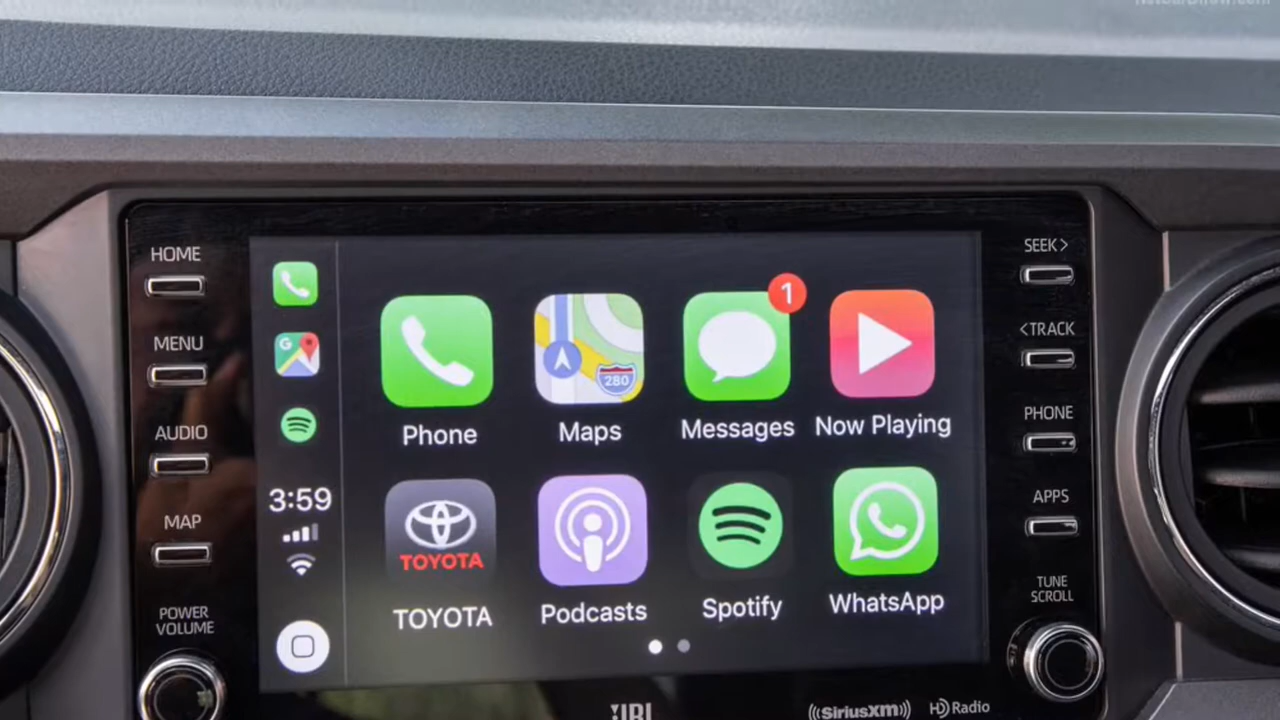 HOME
MENU
AUDIO
MAP
POWER
VOLUME
G
3:59
280
1
Phone
Maps
Messages
Now Playing
TOYOTA
TOYOTA
Podcasts
Spotify
WhatsApp
SEEK>
<TRACK
PHONE
APPS
TUNE
SCROLL
JBL
((SiriusXM))
HD Radio